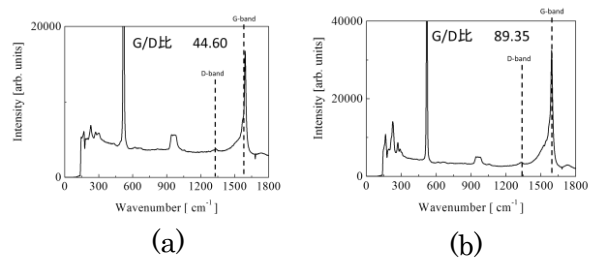 G-band
20000
G/D比 44.60
D-band
Intensity [arb. units]
0
0 300 600 900 1200 1500 1800
Wavenumber [ cm-1 ]
(a)
G-band
40000
G/D比 89.35
D-band
20000
Intensity [arb. units]
0
0 300 600 900 1200 1500 1800
Wavenumber [ cm-1 ]
(b)